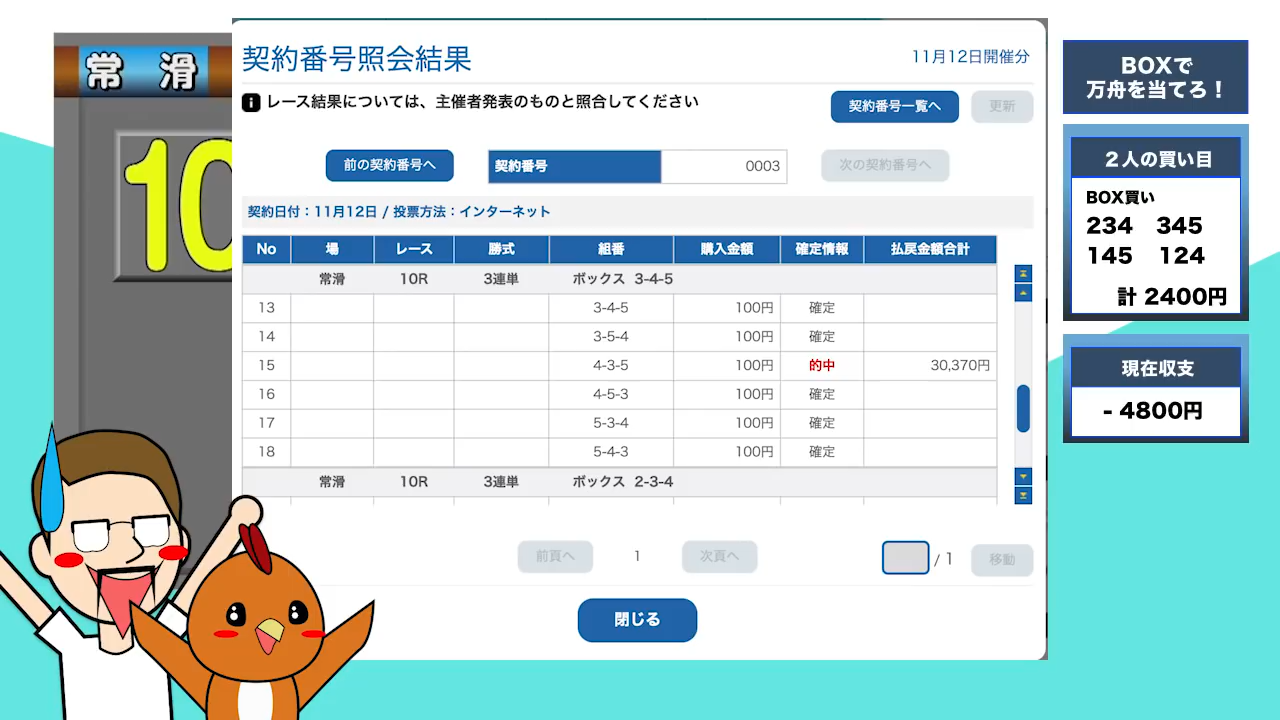 常 滑
10
契約番号照会結果
11月12日開催分
i レース結果については、主催者発表のものと照合してください
契約番号一覧へ
更新
前の契約番号へ
契約番号
0003
次の契約番号へ
契約日付：11月12日 / 投票方法：インターネット
No 場 レース 勝式 組番 購入金額 確定情報 払戻金額合計
常滑 10R 3連単 ボックス 3-4-5
13 3-4-5 100円 確定
14 3-5-4 100円 確定
15 4-3-5 100円 的中 30,370円
16 4-5-3 100円 確定
17 5-3-4 100円 確定
18 5-4-3 100円 確定
常滑 10R 3連単 ボックス 2-3-4
前頁へ
1
次頁へ
/ 1
移動
閉じる
BOXで
万舟を当てろ！
２人の買い目
BOX買い
234 345
145 124
計 2400円
現在収支
- 4800円